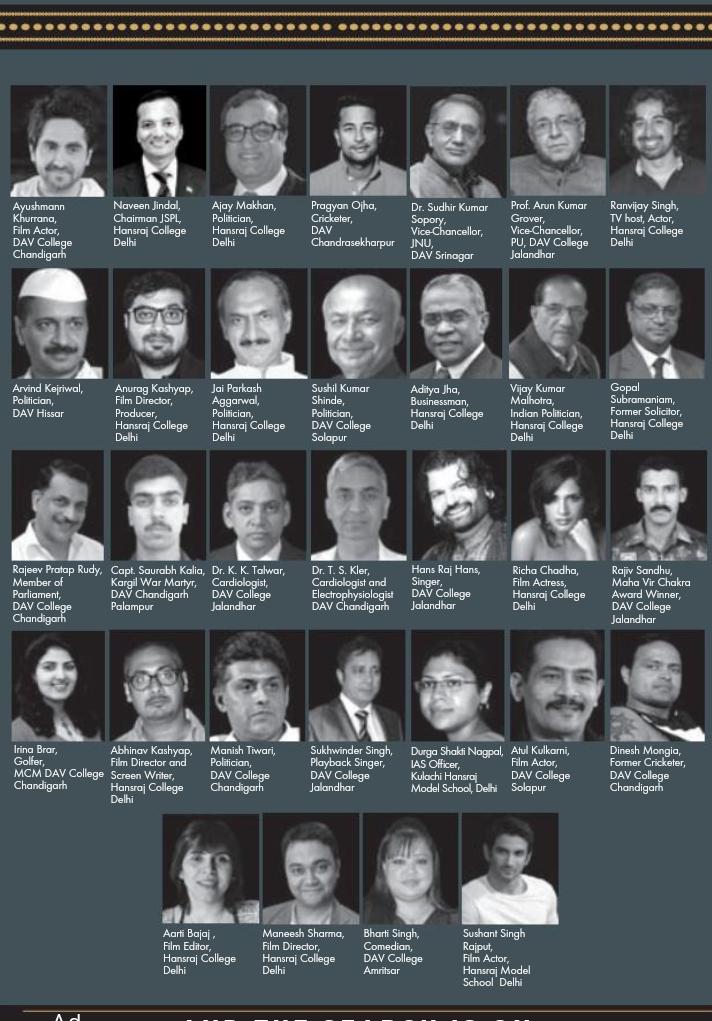 Ayushmann
Khurrana,
Film Actor,
DAV College
Chandigarh
Naveen Jindal,
Chairman JSPL,
Hansraj College
Delhi
Ajay Makhan,
Politician,
Hansraj College
Delhi
Pragyan Ojha,
Cricketer,
DAV
Chandrasekharpur
Dr. Sudhir Kumar
Sopory,
Vice-Chancellor,
JNU,
DAV Srinagar
Prof. Arun Kumar
Grover,
Vice-Chancellor,
PU, DAV College
Jalandhar
Ranvijay Singh,
TV host, Actor,
Hansraj College
Delhi
Arvind Kejriwal,
Politician,
DAV Hissar
Anurag Kashyap,
Film Director,
Producer,
Hansraj College
Delhi
Jai Parkash
Aggarwal,
Politician,
Hansraj College
Delhi
Sushil Kumar
Shinde,
Politician,
DAV College
Solapur
Aditya Jha,
Businessman,
Hansraj College
Delhi
Vijay Kumar
Malhotra,
Indian Politician,
Hansraj College
Delhi
Gopal
Subramaniam,
Former Solicitor,
Hansraj College
Delhi
Rajeev Pratap Rudy,
Member of
Parliament,
DAV College
Chandigarh
Capt. Saurabh Kalia,
Kargil War Martyr,
DAV Chandigarh
Palampur
Dr. K. K. Talwar,
Cardiologist,
DAV College
Jalandhar
Dr. T. S. Kler,
Cardiologist and
Electrophysiologist
DAV Chandigarh
Hans Raj Hans,
Singer,
DAV College
Jalandhar
Richa Chadha,
Film Actress,
Hansraj College
Delhi
Rajiv Sandhu,
Maha Vir Chakra
Award Winner,
DAV College
Jalandhar
Irina Brar,
Golfer,
MCM DAV College
Chandigarh
Abhinav Kashyap,
Film Director and
Screen Writer,
Hansraj College
Delhi
Manish Tiwari,
Politician,
DAV College
Chandigarh
Sukhwinder Singh,
Playback Singer,
DAV College
Jalandhar
Durga Shakti Nagpal,
IAS Officer,
Kulachi Hansraj
Model School, Delhi
Atul Kulkarni,
Film Actor,
DAV College
Solapur
Dinesh Mongia,
Former Cricketer,
DAV College
Chandigarh
Aarti Bajaj ,
Film Editor,
Hansraj College
Delhi
Maneesh Sharma,
Film Director,
Hansraj College
Delhi
Bharti Singh,
Comedian,
DAV College
Amritsar
Sushant Singh
Rajput,
Film Actor,
Hansraj Model
School Delhi